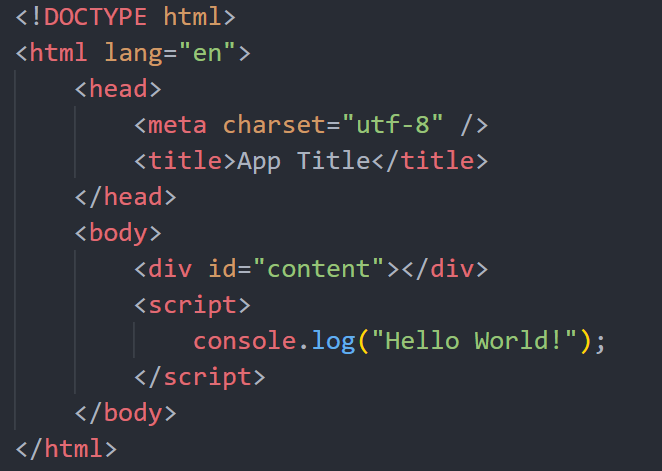 <!DOCTYPE html>
<html lang="en">
    <head>
        <meta charset="utf-8" />
        <title>App Title</title>
    </head>
    <body>
        <div id="content"></div>
        <script>
            console.log("Hello World!");
        </script>
    </body>
</html>